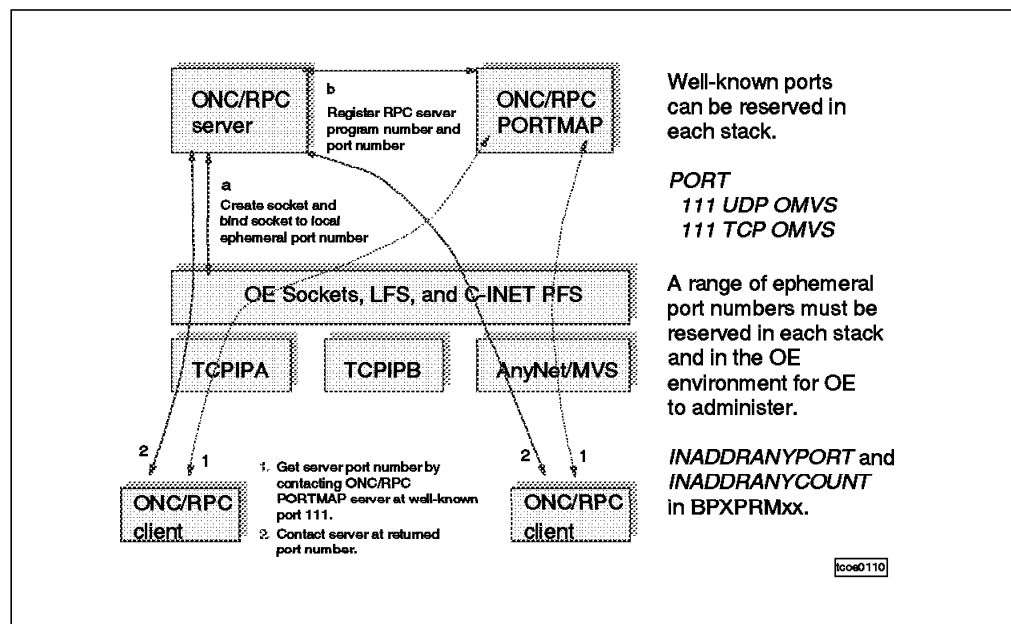 ONC/RPC
server
b
Register RPC server
program number and
port number
ONC/RPC
PORTMAP
a
Create socket and
bind socket to local
ephemeral port number
OE Sockets, LFS, and C-INET PFS
TCPIPA
TCPIPB
AnyNet/MVS
2
1
ONC/RPC
client
1. Get server port number by
contacting ONC/RPC
PORTMAP server at well-known
port 111.
2. Contact server at returned
port number.
2
1
ONC/RPC
client
Well-known ports
can be reserved in
each stack.
PORT
111 UDP OMVS
111 TCP OMVS
A range of ephemeral
port numbers must be
reserved in each stack
and in the OE
environment for OE
to administer.
INADDRANYPORT and
INADDRANYCOUNT
in BPXPRMxx.
tcoe0110